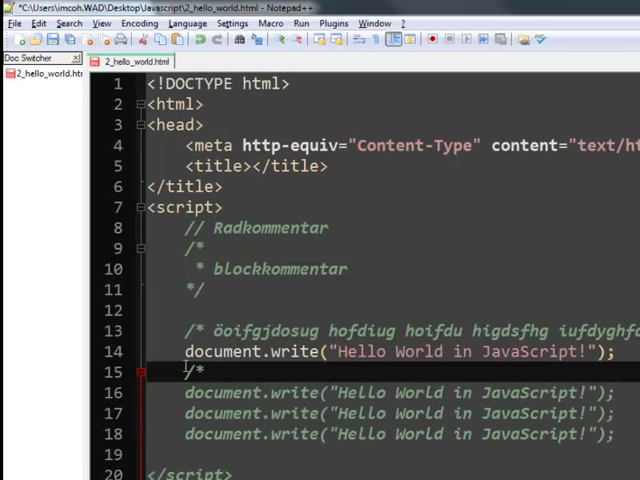 *C:\Users\imcoh.WAD\Desktop\Javascript\2_hello_world.html - Notepad++
File Edit Search View Encoding Language Settings Macro Run Plugins Window ?
Doc Switcher
2_hello_world.html
2_hello_world.ht
1 <!DOCTYPE html>
2 <html>
3 <head>
4 <meta http-equiv="Content-Type" content="text/ht
5 <title></title>
6 </title>
7 <script>
8 // Radkommentar
9 /*
10 * blockkommentar
11 */
12
13 /* öoifgjdosug hofdiug hoifdu higdsfhg iufdyghfd
14 document.write("Hello World in JavaScript!");
15 /*
16 document.write("Hello World in JavaScript!");
17 document.write("Hello World in JavaScript!");
18 document.write("Hello World in JavaScript!");
19
20 </script>